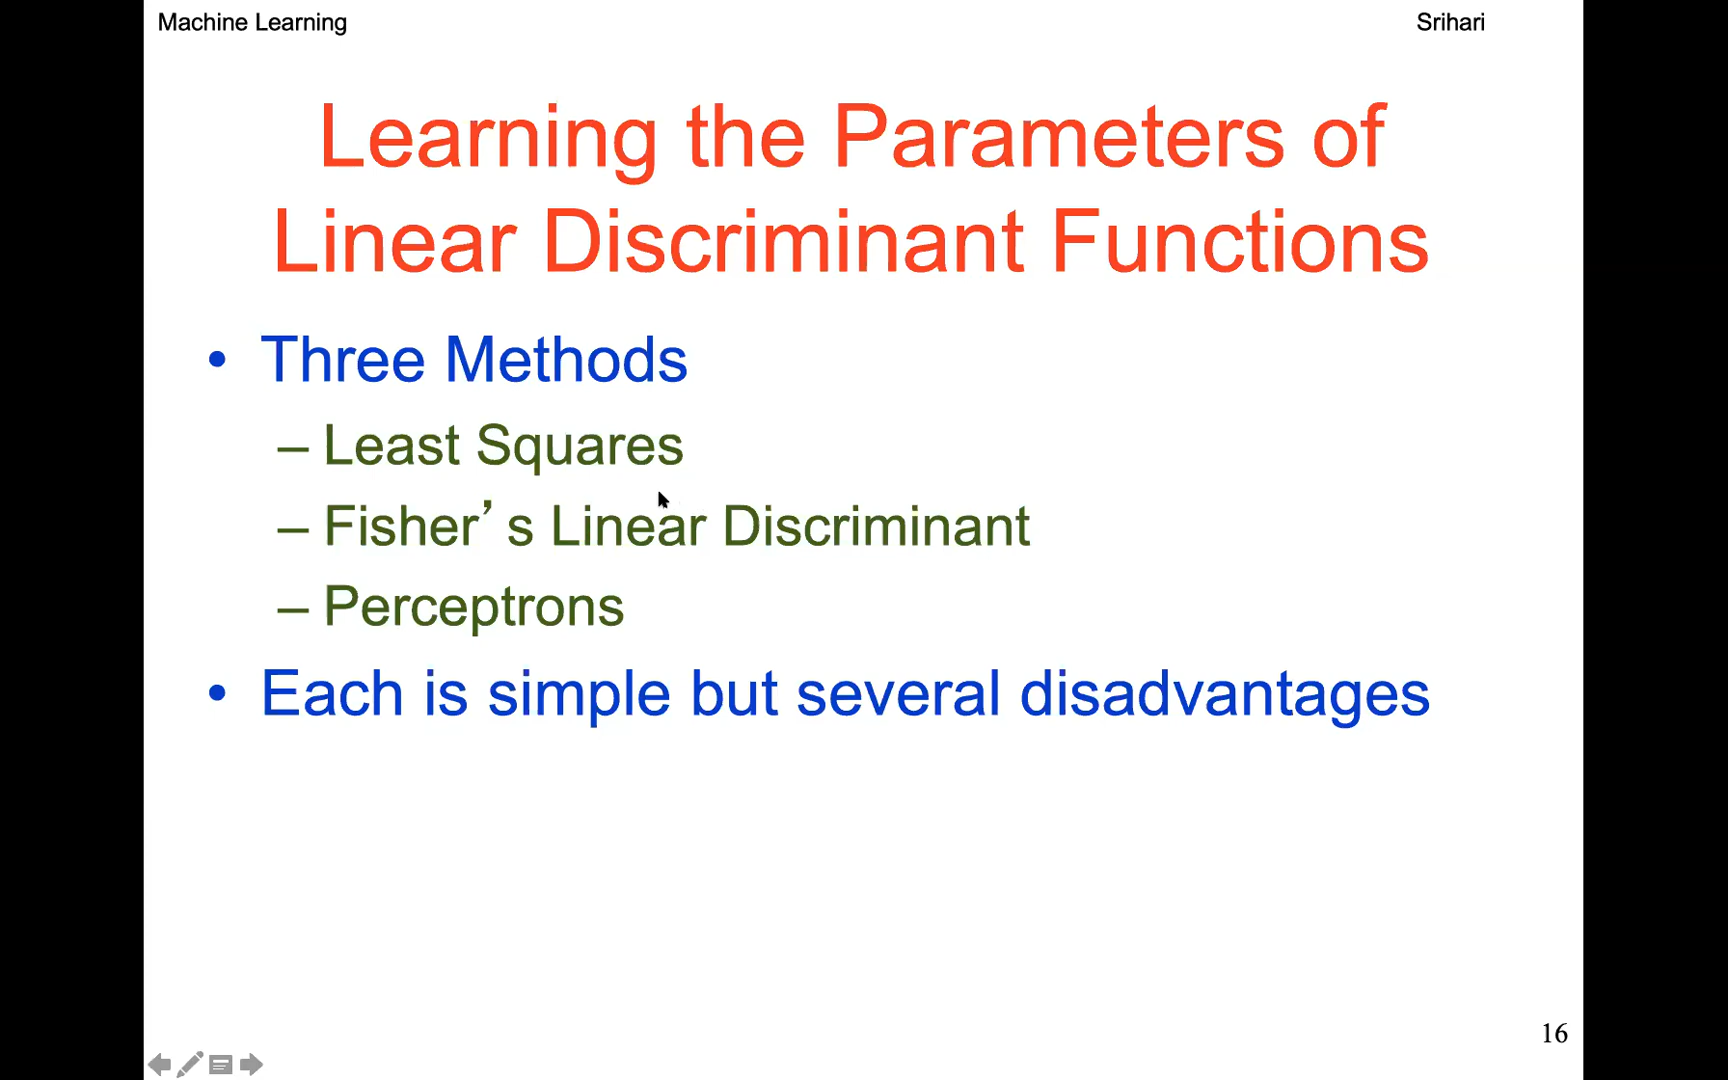 Machine Learning
Srihari
Learning the Parameters of
Linear Discriminant Functions
• Three Methods
– Least Squares
– Fisher’s Linear Discriminant
– Perceptrons
• Each is simple but several disadvantages
16